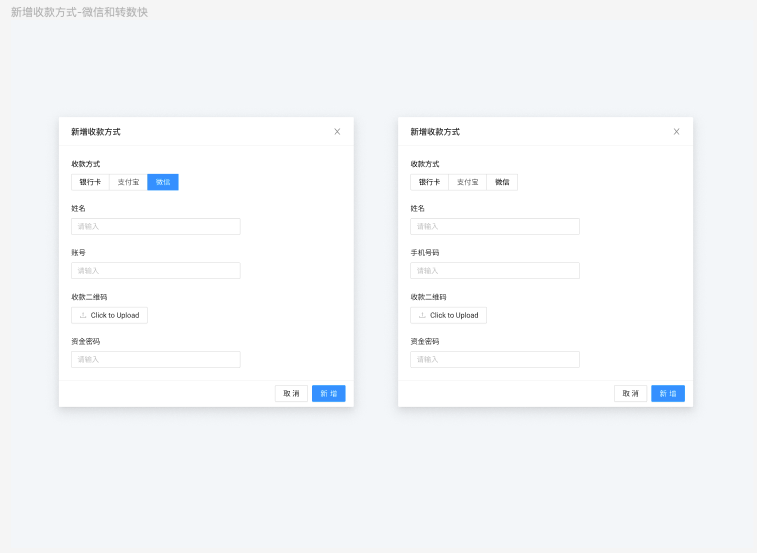 新增收款方式-微信和转数快
新增收款方式
收款方式
银行卡 支付宝 微信
姓名
请输入
账号
请输入
收款二维码
Click to Upload
资金密码
请输入
取 消 新 增
新增收款方式
收款方式
银行卡 支付宝 微信
姓名
请输入
手机号码
请输入
收款二维码
Click to Upload
资金密码
请输入
取 消 新 增